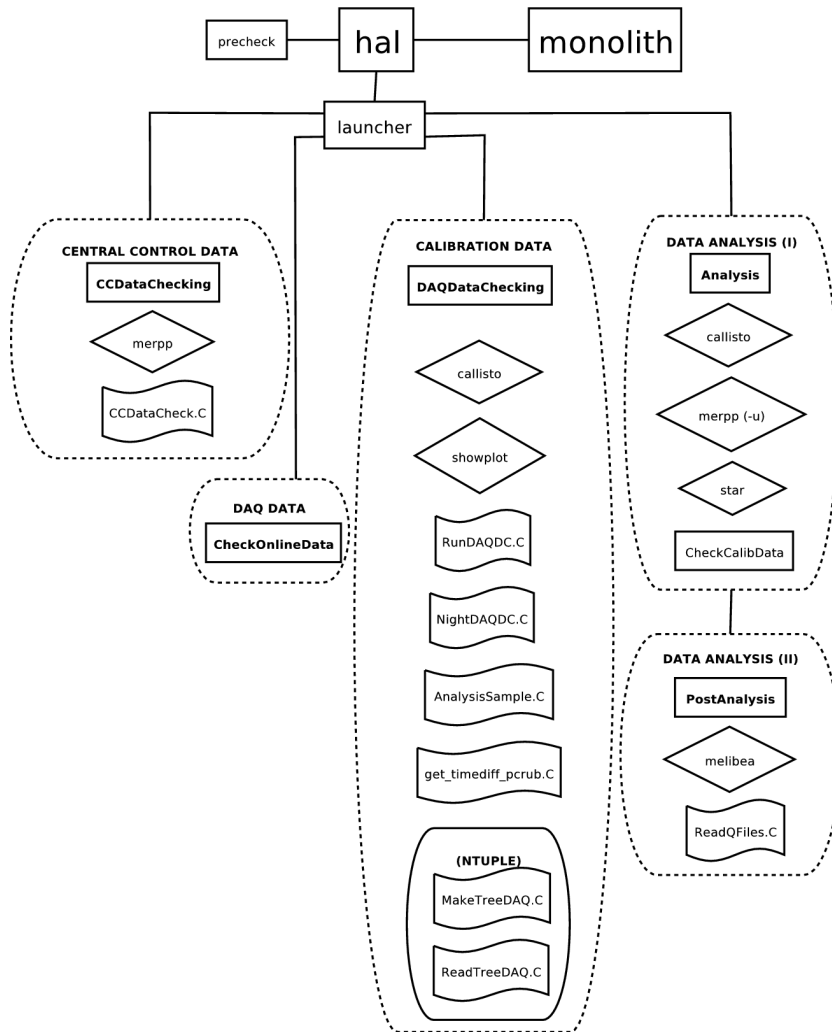 precheck
hal
monolith
launcher
CENTRAL CONTROL DATA
CCDataChecking
merpp
CCDataCheck.C
DAQ DATA
CheckOnlineData
CALIBRATION DATA
DAQDataChecking
callisto
showplot
RunDAQDC.C
NightDAQDC.C
AnalysisSample.C
get_timediff_pcrub.C
(NTUPLE)
MakeTreeDAQ.C
ReadTreeDAQ.C
DATA ANALYSIS (I)
Analysis
callisto
merpp (-u)
star
CheckCalibData
DATA ANALYSIS (II)
PostAnalysis
melibea
ReadQFiles.C